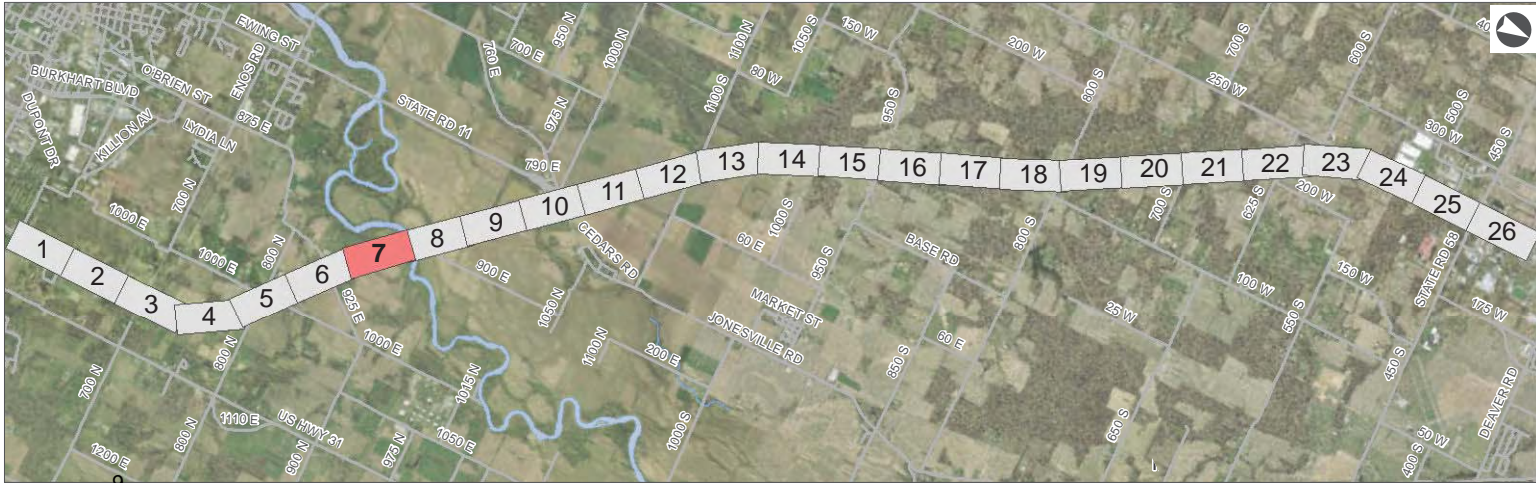 EWING ST
760 E
700 E
950 N
1000 N
1100 N
1050 S
150 W
200 W
700 S
600 S
BURKHART BLVD
O'BRIEN ST
ENOS RD
STATE RD 11
975 N
1100 S
80 W
950 S
800 S
250 W
500 S
300 W
450 S
DUPONT DR
KILLION AV
LYDIA LN
875 E
790 E
700 N
1000 E
1000 E
800 N
925 E
1000 E
900 E
CEDARS RD
60 E
1000 S
950 S
BASE RD
800 S
700 S
625 S
200 W
1
2
3
4
5
6
7
8
9
10
11
12
13
14
15
16
17
18
19
20
21
22
23
24
25
26
700 N
800 N
1050 N
MARKET ST
JONESVILLE RD
60 E
25 W
100 W
150 W
550 S
STATE RD 58
175 W
1100 N
200 E
850 S
450 S
DEAVER RD
1015 N
1110 E
US HWY 31
800 N
900 N
975 N
1050 E
1000 S
650 S
50 W
400 S
1200 E